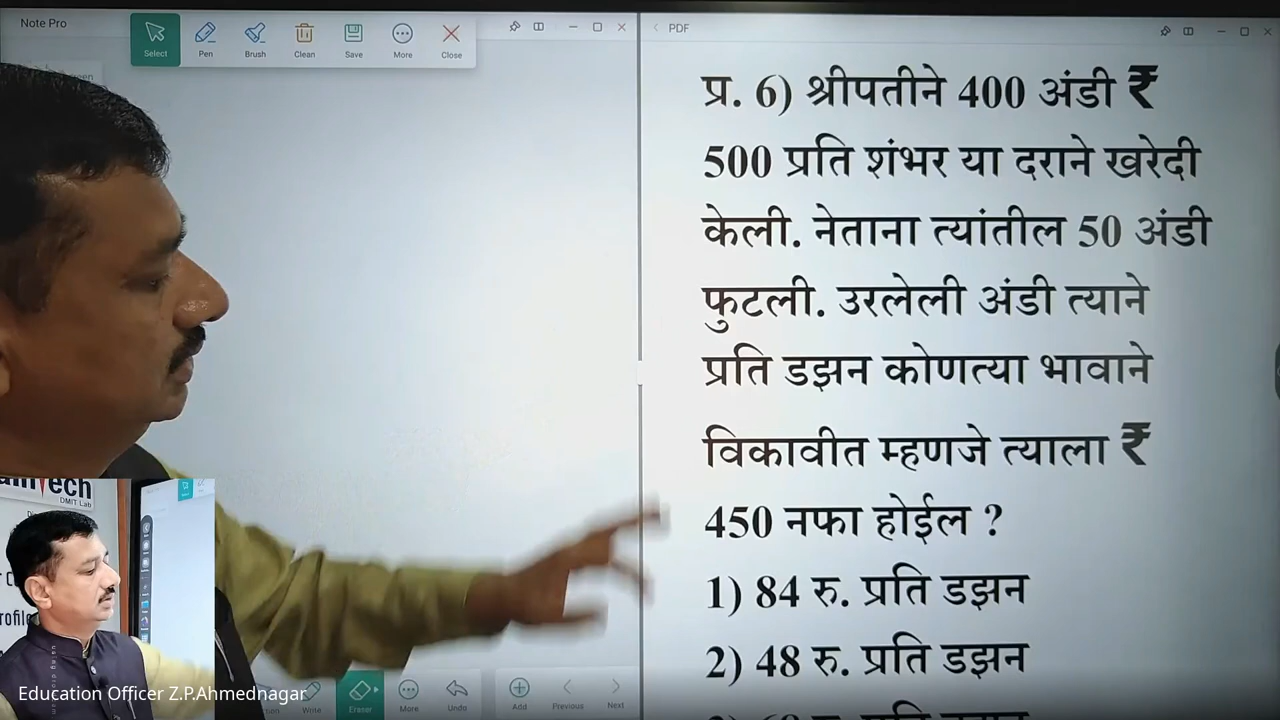 Note Pro
Select
Pen
Brush
Clean
Save
More
Close
PDF
प्र. 6) श्रीपतीने 400 अंडी ₹
500 प्रति शंभर या दराने खरेदी
केली. नेताना त्यांतील 50 अंडी
फुटली. उरलेली अंडी त्याने
प्रति डझन कोणत्या भावाने
विकावीत म्हणजे त्याला ₹
450 नफा होईल ?
1) 84 रु. प्रति डझन
2) 48 रु. प्रति डझन
DMIT Lab
Education Officer Z.P.Ahmednagar
Write
Eraser
More
Undo
Add
Previous
Next